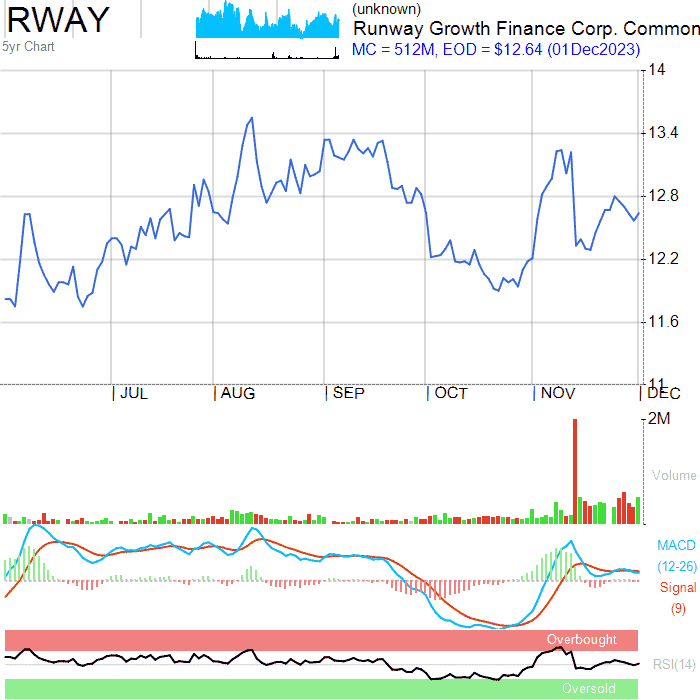 RWAY
5yr Chart
(unknown)
Runway Growth Finance Corp. Common
MC = 512M, EOD = $12.64 (01Dec2023)
14
13.4
12.8
12.2
11.6
11
JUL AUG SEP OCT NOV DEC
2M
Volume
MACD
(12-26)
Signal
(9)
Overbought
RSI(14)
Oversold